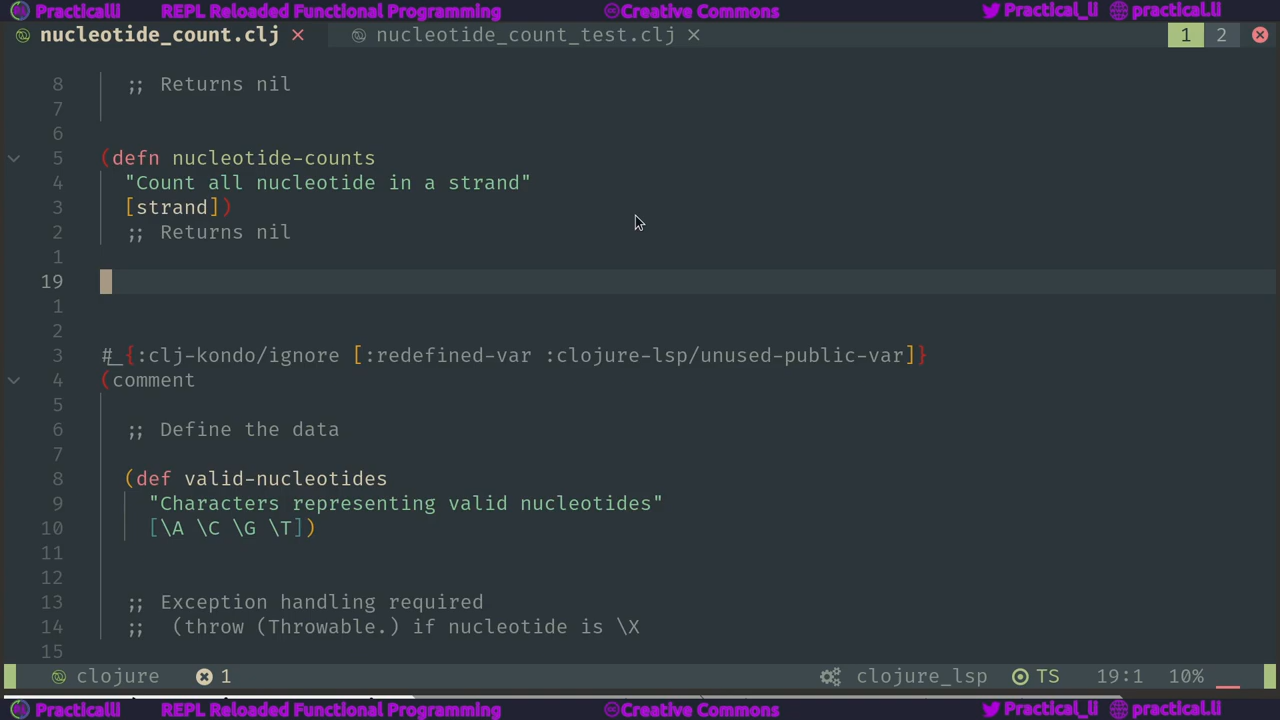 Practicalli REPL Reloaded Functional Programming Creative Commons Practical_li practical.li
nucleotide_count.clj × nucleotide_count_test.clj × 1 2
8 ;; Returns nil
7
6
5 (defn nucleotide-counts
4 "Count all nucleotide in a strand"
3 [strand])
2 ;; Returns nil
1
19
1
2
3 #_{:clj-kondo/ignore [:redefined-var :clojure-lsp/unused-public-var]}
4 (comment
5
6 ;; Define the data
7
8 (def valid-nucleotides
9 "Characters representing valid nucleotides"
10 [\A \C \G \T])
11
12
13 ;; Exception handling required
14 ;; (throw (Throwable.) if nucleotide is \X
15
clojure 1 clojure_lsp TS 19:1 10%
Practicalli REPL Reloaded Functional Programming Creative Commons Practical_li practical.li